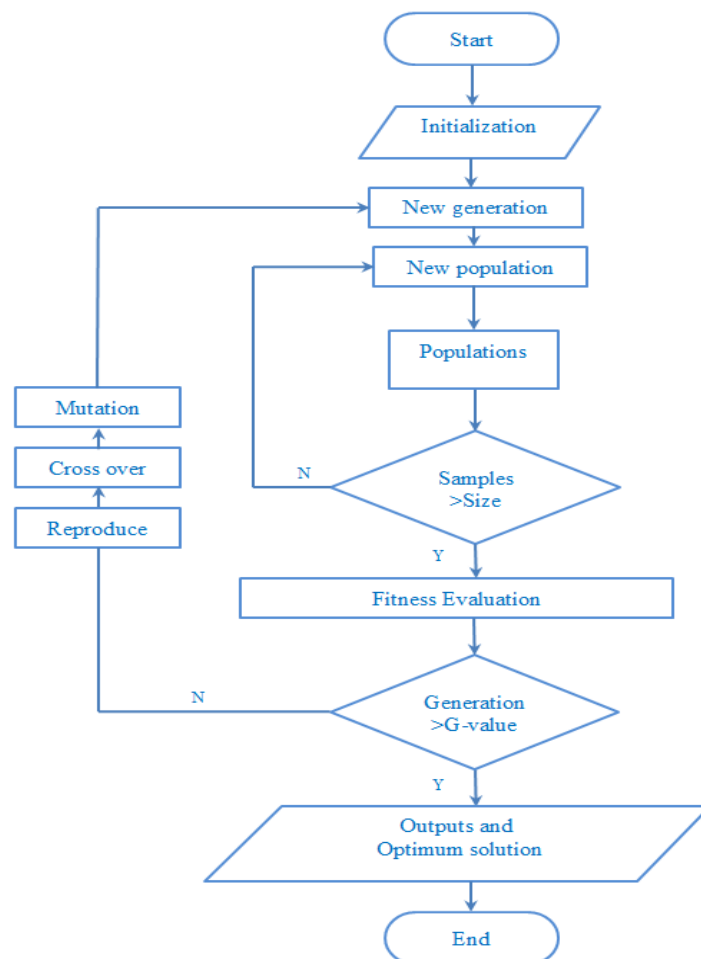 Start
Initialization
New generation
New population
Populations
Mutation
Cross over
Reproduce
N
Samples
>Size
Y
Fitness Evaluation
N
Generation
>G-value
Y
Outputs and
Optimum solution
End